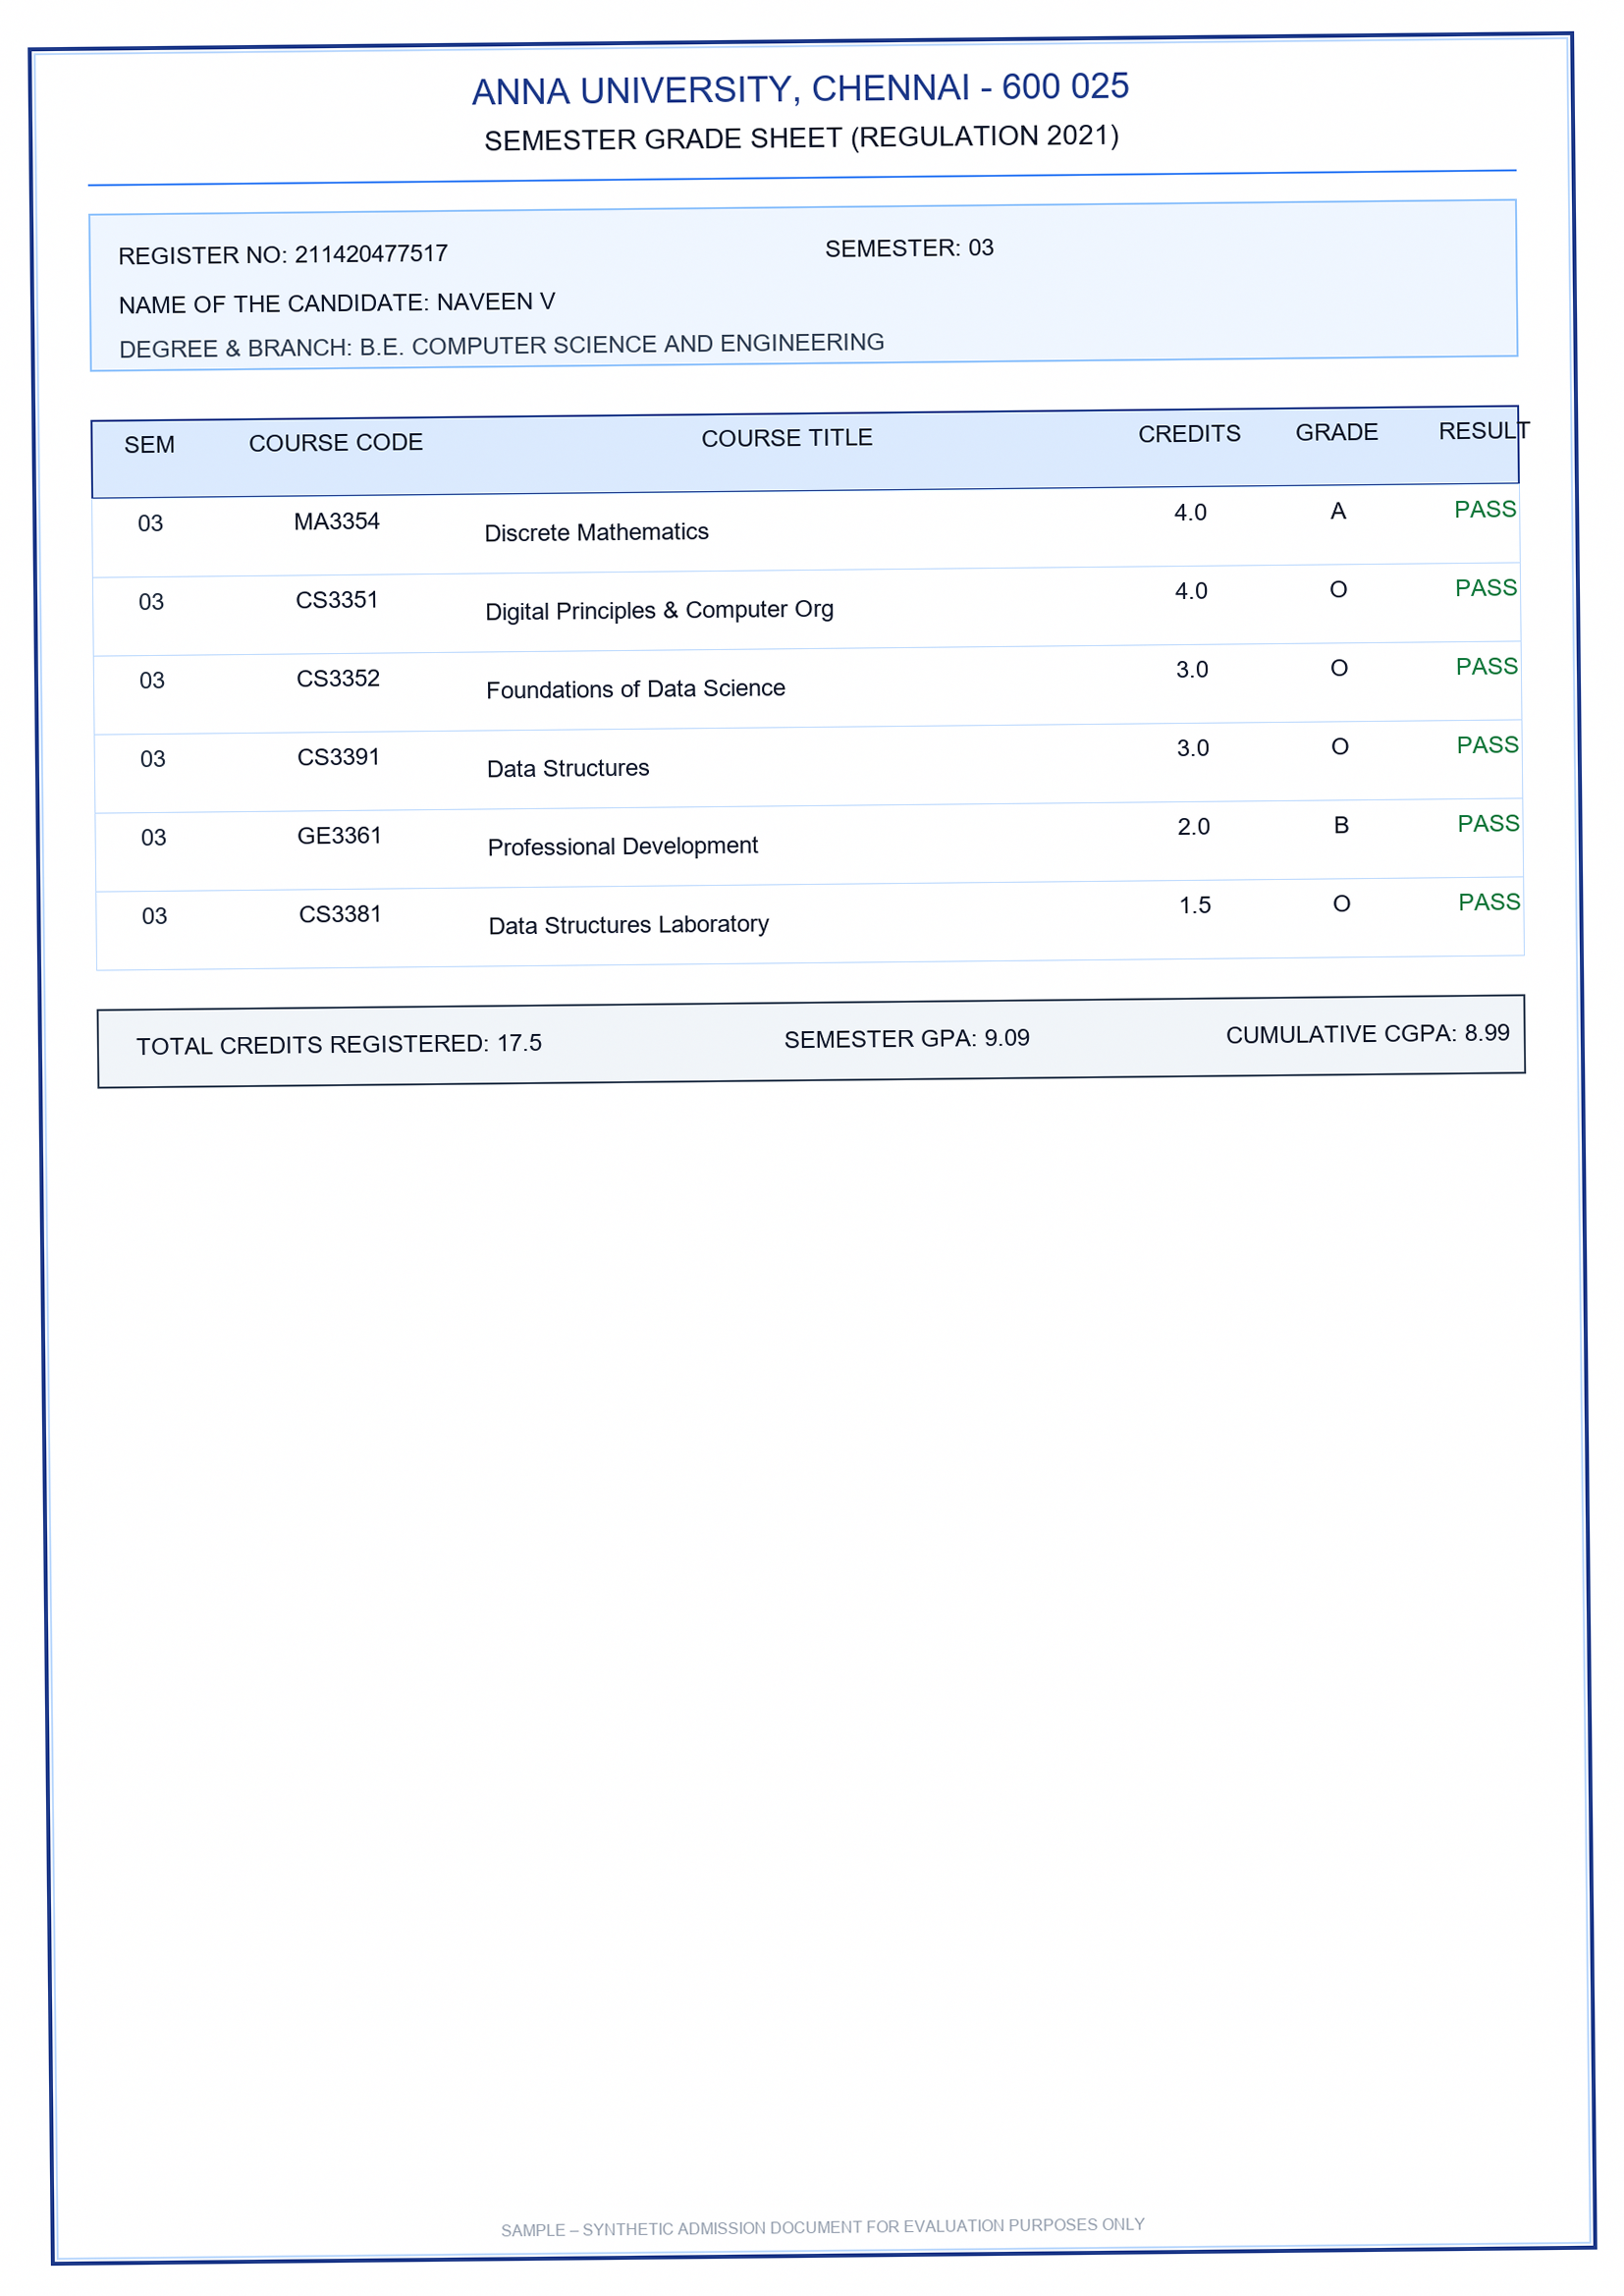 ANNA UNIVERSITY, CHENNAI - 600 025
SEMESTER GRADE SHEET (REGULATION 2021)
REGISTER NO: 211420477517 SEMESTER: 03
NAME OF THE CANDIDATE: NAVEEN V
DEGREE & BRANCH: B.E. COMPUTER SCIENCE AND ENGINEERING
SEM COURSE CODE COURSE TITLE CREDITS GRADE RESULT
03 MA3354 Discrete Mathematics 4.0 A PASS
03 CS3351 Digital Principles & Computer Org 4.0 O PASS
03 CS3352 Foundations of Data Science 3.0 O PASS
03 CS3391 Data Structures 3.0 O PASS
03 GE3361 Professional Development 2.0 B PASS
03 CS3381 Data Structures Laboratory 1.5 O PASS
TOTAL CREDITS REGISTERED: 17.5 SEMESTER GPA: 9.09 CUMULATIVE CGPA: 8.99
SAMPLE – SYNTHETIC ADMISSION DOCUMENT FOR EVALUATION PURPOSES ONLY